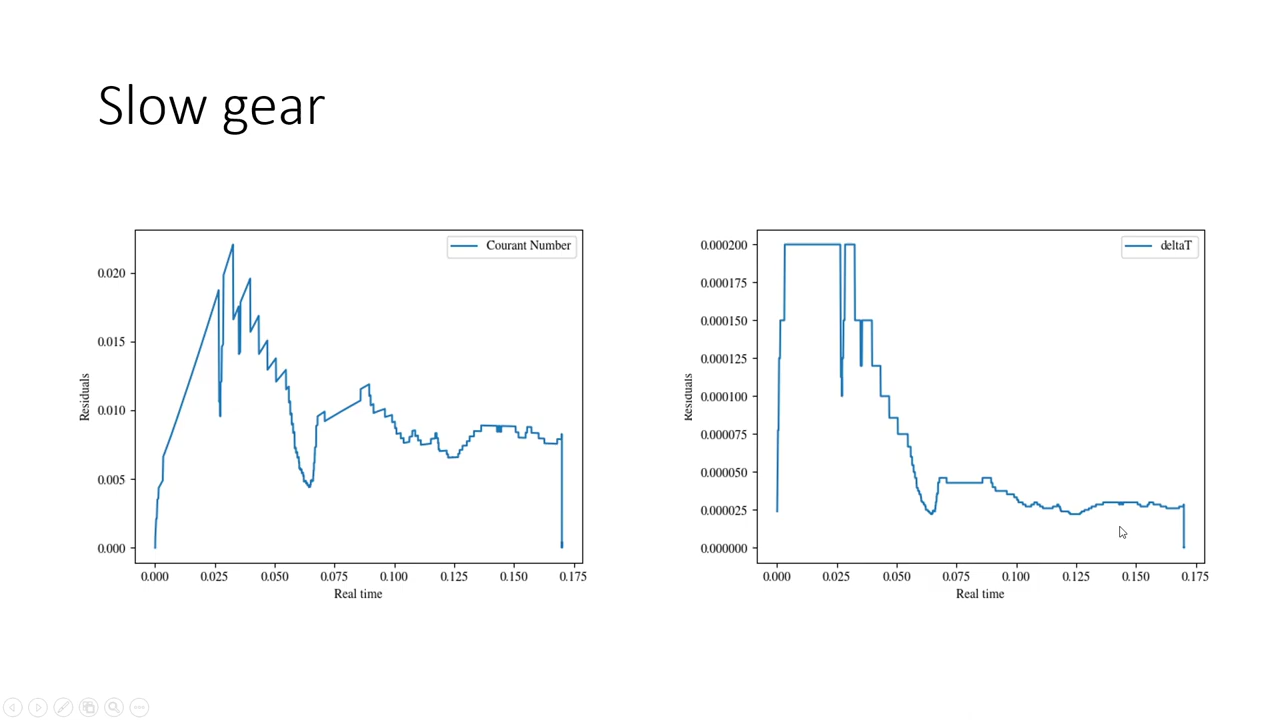 Slow gear
Courant Number
0.020
0.015
0.010
0.005
0.000
Residuals
0.000 0.025 0.050 0.075 0.100 0.125 0.150 0.175
Real time
deltaT
0.000200
0.000175
0.000150
0.000125
0.000100
0.000075
0.000050
0.000025
0.000000
Residuals
0.000 0.025 0.050 0.075 0.100 0.125 0.150 0.175
Real time